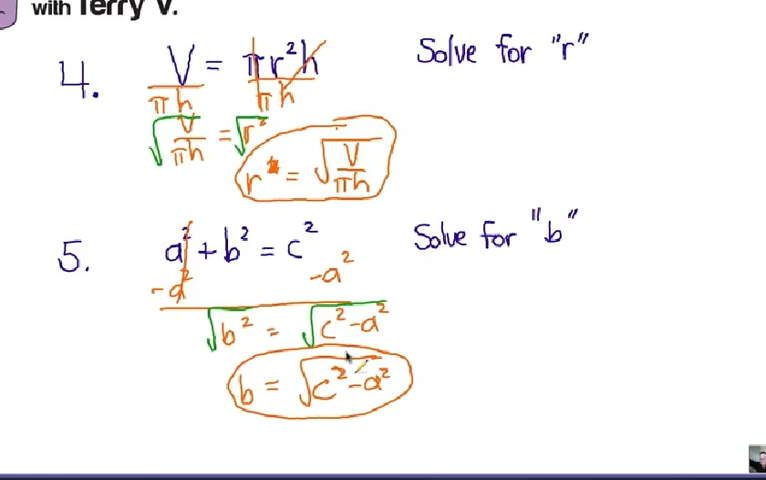 with Terry V.
4. V = πr²h Solve for "r"
πh πh
√(V/πh) = √r²
r = √(V/πh)
5. a² + b² = c² Solve for "b"
-a² -a²
√b² = √c²-a²
b = √c²-a²